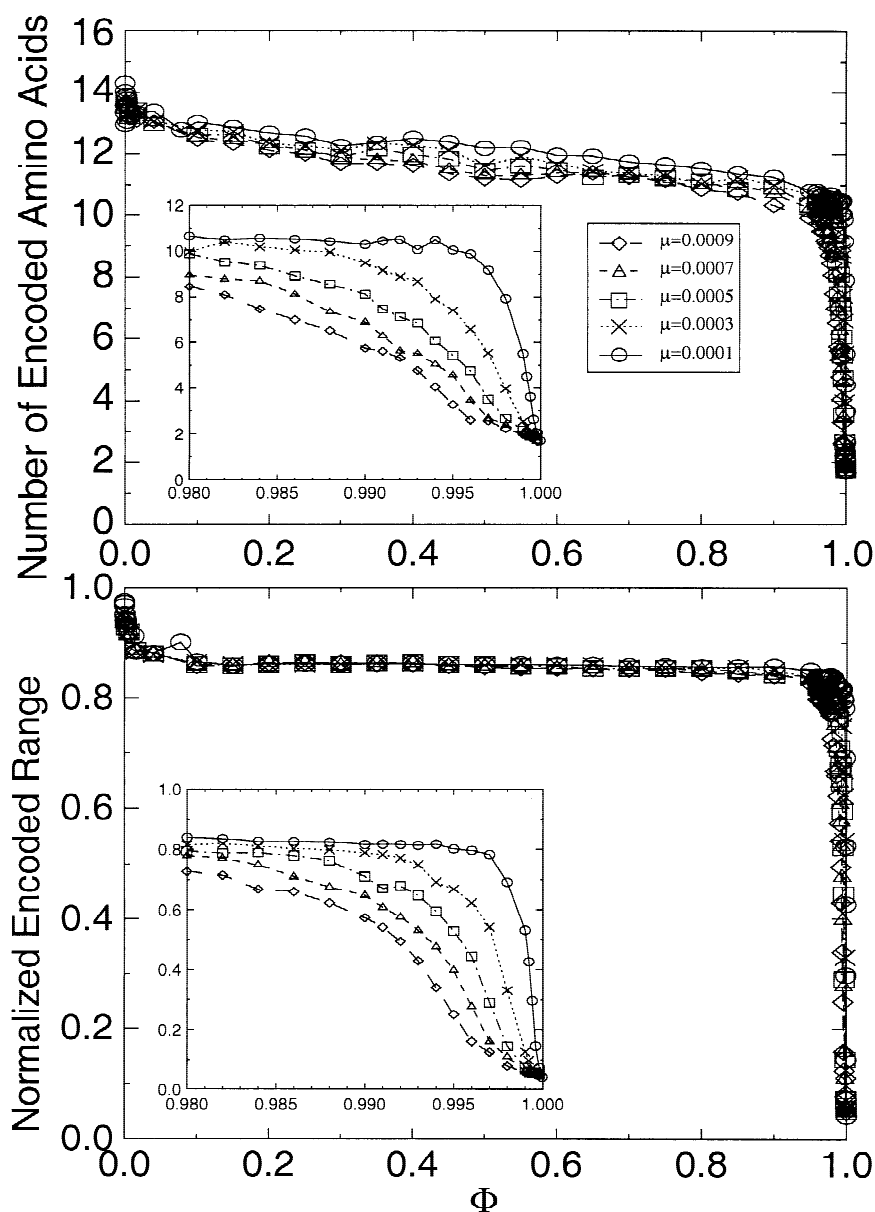 Number of Encoded Amino Acids
16
14
12
10
8
6
4
2
0
0.0 0.2 0.4 0.6 0.8 1.0
12
10
8
6
4
2
0
0.980 0.985 0.990 0.995 1.000
μ=0.0009
μ=0.0007
μ=0.0005
μ=0.0003
μ=0.0001
Normalized Encoded Range
1.0
0.8
0.6
0.4
0.2
0.0
0.0 0.2 0.4 0.6 0.8 1.0
1.0
0.8
0.6
0.4
0.2
0.0
0.980 0.985 0.990 0.995 1.000
Φ